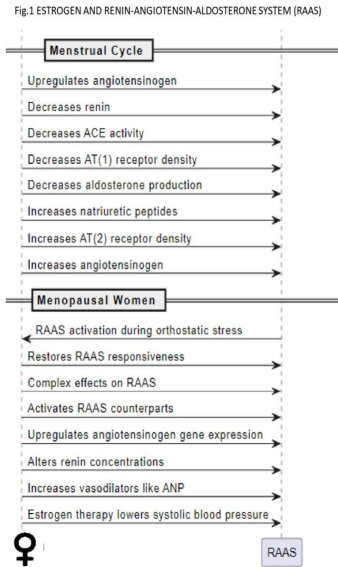 Fig.1 ESTROGEN AND RENIN-ANGIOTENSIN-ALDOSTERONE SYSTEM (RAAS)
Menstrual Cycle
Upregulates angiotensinogen
Decreases renin
Decreases ACE activity
Decreases AT(1) receptor density
Decreases aldosterone production
Increases natriuretic peptides
Increases AT(2) receptor density
Increases angiotensinogen
Menopausal Women
RAAS activation during orthostatic stress
Restores RAAS responsiveness
Complex effects on RAAS
Activates RAAS counterparts
Upregulates angiotensinogen gene expression
Alters renin concentrations
Increases vasodilators like ANP
Estrogen therapy lowers systolic blood pressure
RAAS